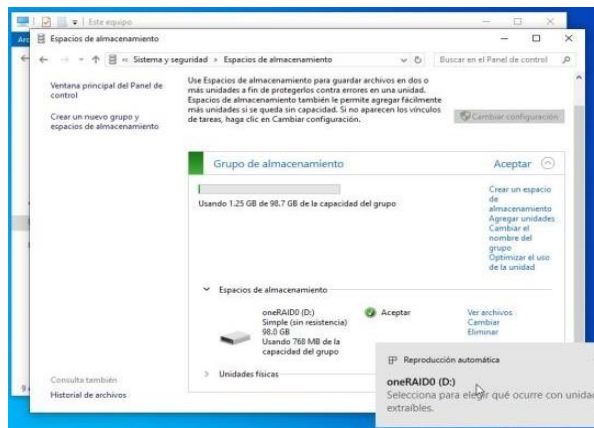 Este equipo
Espacios de almacenamiento
Sistema y seguridad > Espacios de almacenamiento
Buscar en el Panel de control
Ventana principal del Panel de
control
Crear un nuevo grupo y
espacios de almacenamiento
Use Espacios de almacenamiento para guardar archivos en dos o
más unidades a fin de protegerlos contra errores en una unidad.
Espacios de almacenamiento también le permite agregar fácilmente
más unidades si se queda sin capacidad. Si no aparecen los vínculos
de tareas, haga clic en Cambiar configuración.
Cambiar configuración
Grupo de almacenamiento
Aceptar
Usando 1.25 GB de 98.7 GB de la capacidad del grupo
Crear un espacio
de
almacenamiento
Agregar unidades
Cambiar el
nombre del
grupo
Optimizar el uso
de la unidad
Espacios de almacenamiento
oneRAID0 (D:)
Simple (sin resistencia)
98.0 GB
Usando 768 MB de la
capacidad del grupo
Aceptar
Ver archivos
Cambiar
Eliminar
Unidades físicas
Consulta también
Historial de archivos
Reproducción automática
oneRAID0 (D:)
Selecciona para elegir qué ocurre con unidad
extraíbles.